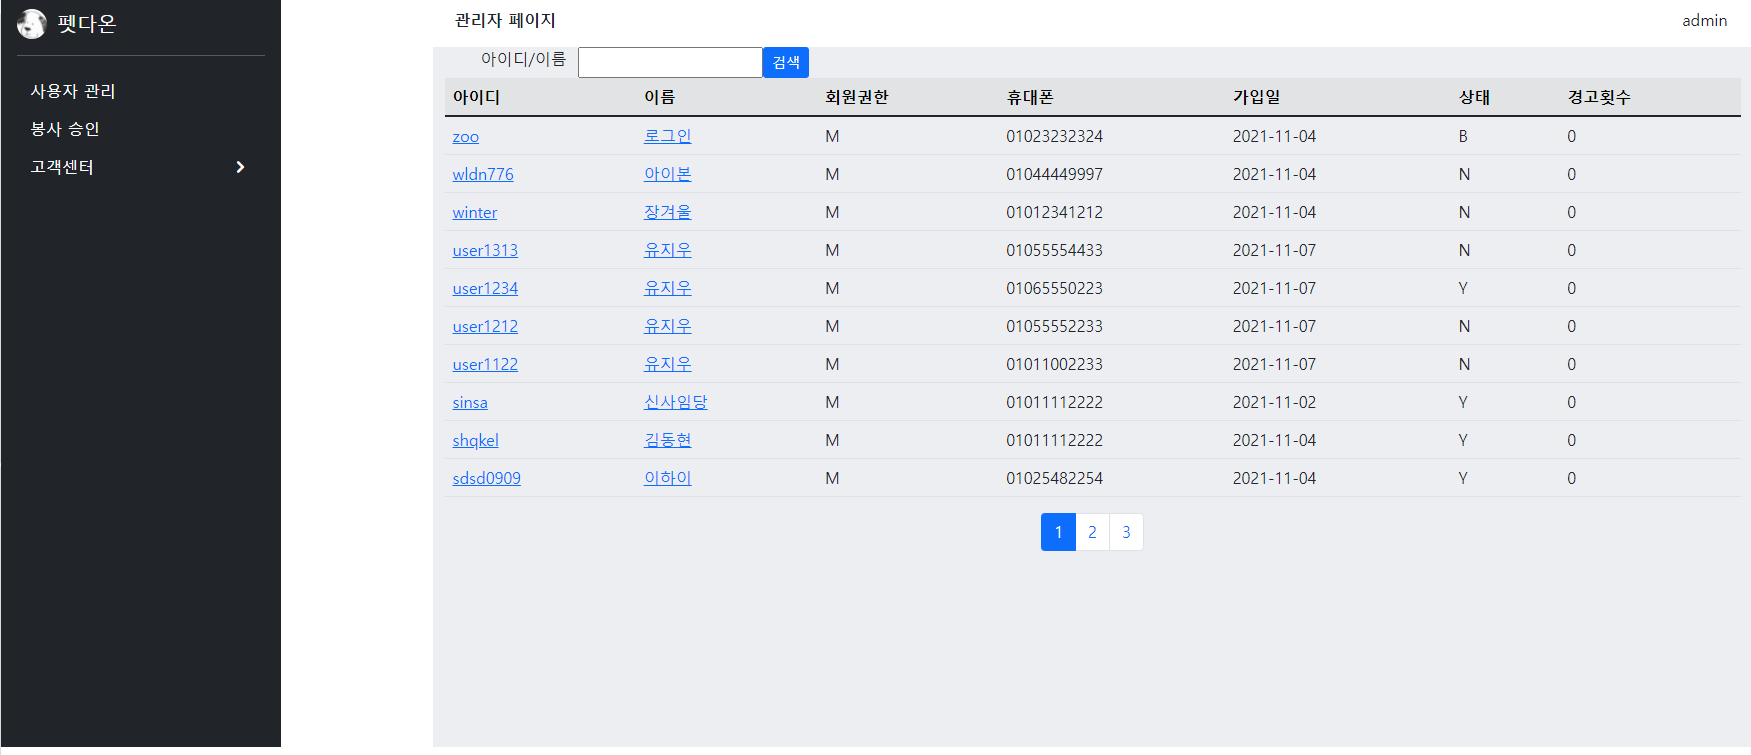 펫다온
사용자 관리
봉사 승인
고객센터
관리자 페이지 admin
아이디/이름 검색
아이디 이름 회원권한 휴대폰 가입일 상태 경고횟수
zoo 로그인 M 01023232324 2021-11-04 B 0
wldn776 아이본 M 01044449997 2021-11-04 N 0
winter 장겨울 M 01012341212 2021-11-04 N 0
user1313 유지우 M 01055554433 2021-11-07 N 0
user1234 유지우 M 01065550223 2021-11-07 Y 0
user1212 유지우 M 01055552233 2021-11-07 N 0
user1122 유지우 M 01011002233 2021-11-07 N 0
sinsa 신사임당 M 01011112222 2021-11-02 Y 0
shqkel 김동현 M 01011112222 2021-11-04 Y 0
sdsd0909 이하이 M 01025482254 2021-11-04 Y 0
1 2 3